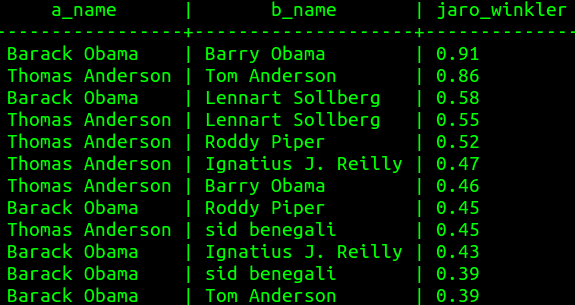 a_name | b_name | jaro_winkler
-----------------+---------------------+--------------
Barack Obama | Barry Obama | 0.91
Thomas Anderson | Tom Anderson | 0.86
Barack Obama | Lennart Sollberg | 0.58
Thomas Anderson | Lennart Sollberg | 0.55
Thomas Anderson | Roddy Piper | 0.52
Thomas Anderson | Ignatius J. Reilly | 0.47
Thomas Anderson | Barry Obama | 0.46
Barack Obama | Roddy Piper | 0.45
Thomas Anderson | sid benegali | 0.45
Barack Obama | Ignatius J. Reilly | 0.43
Barack Obama | sid benegali | 0.39
Barack Obama | Tom Anderson | 0.39